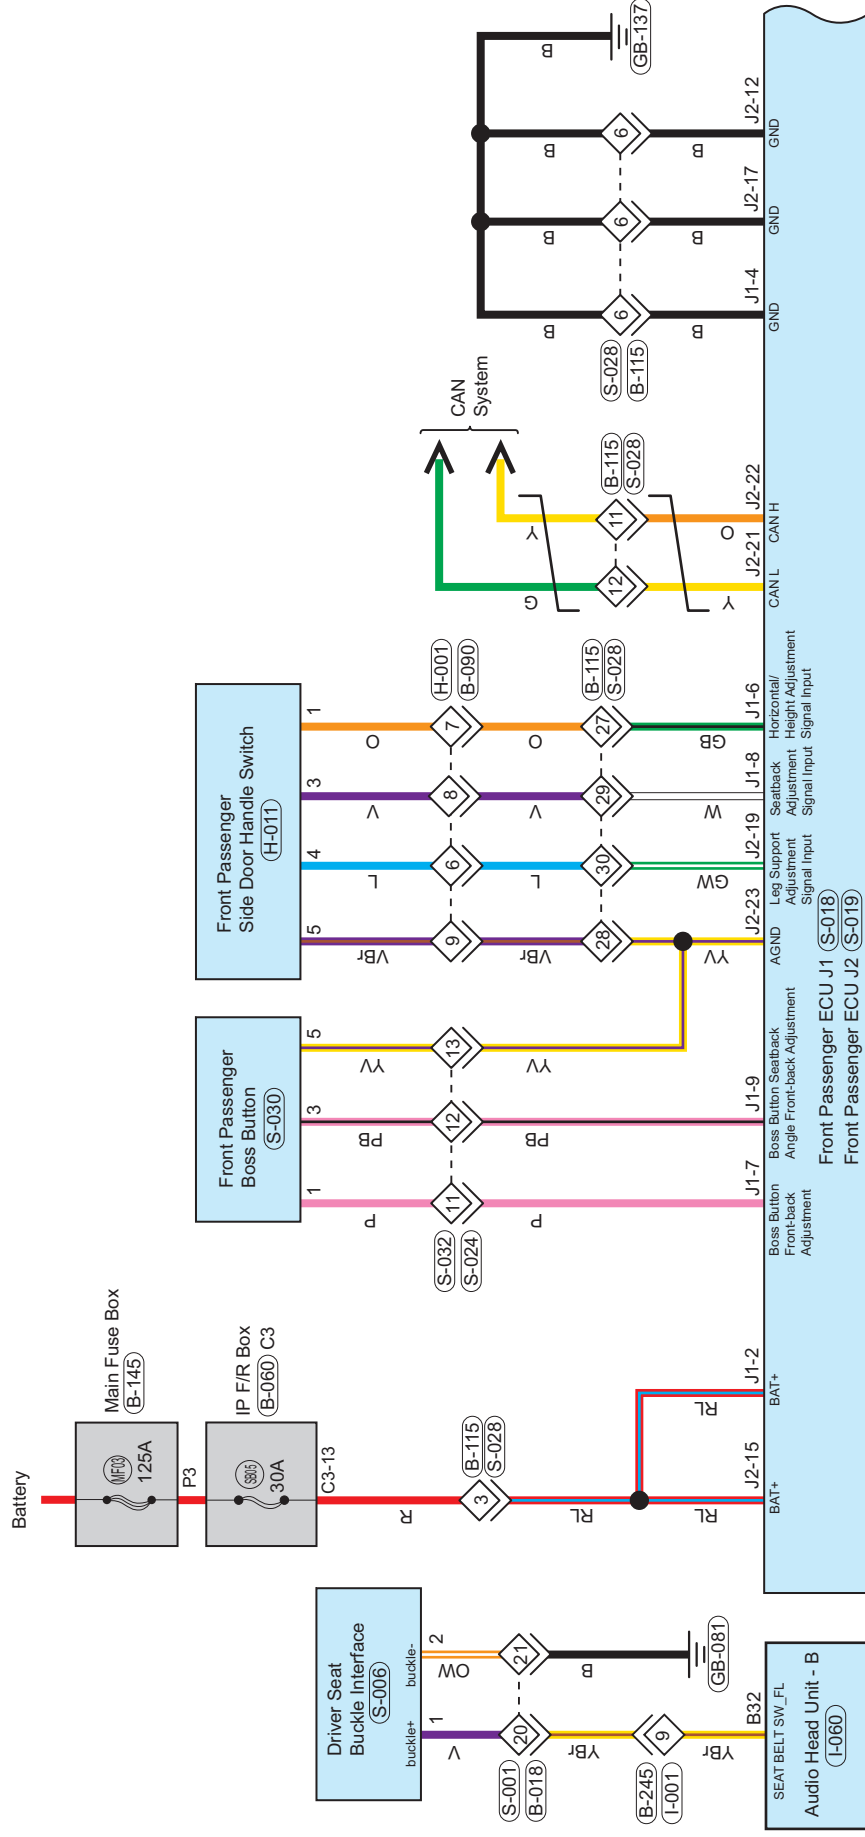 Battery
Main Fuse Box
B-145
MF03
125A
P3
IP F/R Box
B-060 C3
SB05
30A
C3-13
R
B-115
S-028
3
RL
RL
RL
J2-15
BAT+
J1-2
BAT+
Driver Seat
Buckle Interface
S-006
buckle+
buckle-
1
2
V
OW
S-001
B-018
20
21
YBr
B
GB-081
B-245
I-001
9
YBr
B32
SEAT BELT SW_FL
Audio Head Unit - B
I-060
Front Passenger
Boss Button
S-030
1
3
5
P
PB
YV
S-032
S-024
11
12
13
P
PB
YV
J1-7
Boss Button
Front-back
Adjustment
J1-9
Boss Button Seatback
Angle Front-back Adjustment
Front Passenger
Side Door Handle Switch
H-011
5
4
3
1
VBr
L
V
O
9
6
8
7
H-001
B-090
VBr
L
V
O
28
30
29
27
B-115
S-028
YV
GW
W
GB
J2-23
AGND
J2-19
Leg Support
Adjustment
Signal Input
J1-8
Seatback
Adjustment
Signal Input
J1-6
Horizontal/
Height Adjustment
Signal Input
CAN
System
G
Y
12
11
B-115
S-028
Y
O
J2-21
CAN L
J2-22
CAN H
B
B
B
B
GB-137
S-028
B-115
6
6
6
B
B
B
J1-4
GND
J2-17
GND
J2-12
GND
Front Passenger ECU J1 S-018
Front Passenger ECU J2 S-019